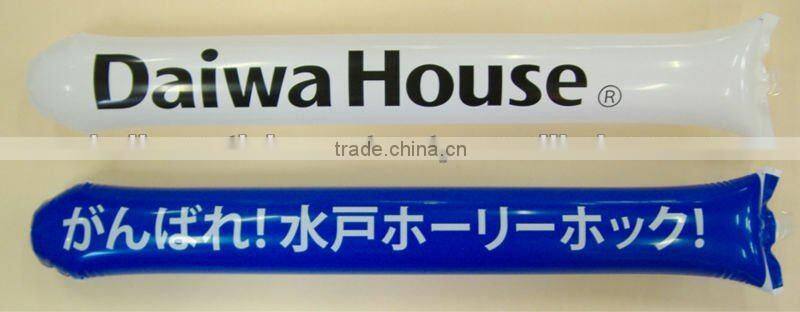 Daiwa House ®
trade.china.cn
がんばれ! 水戸ホーリーホック!